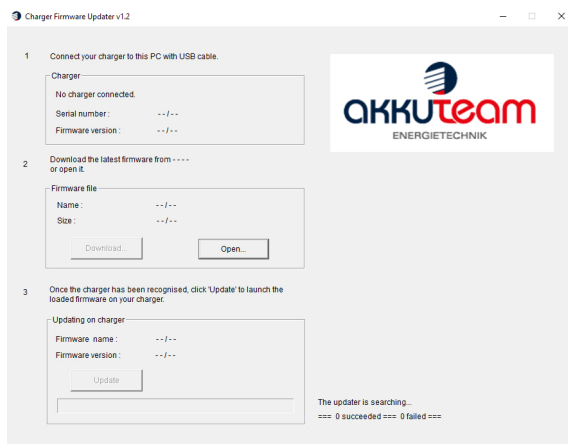 Charger Firmware Updater v1.2
1 Connect your charger to this PC with USB cable.
Charger
No charger connected.
Serial number : --/--
Firmware version : --/--
akkuteam
ENERGIETECHNIK
2 Download the latest firmware from ----
or open it.
Firmware file
Name : --/--
Size : --/--
Download... Open...
3 Once the charger has been recognised, click 'Update' to launch the
loaded firmware on your charger.
Updating on charger
Firmware name : --/--
Firmware version : --/--
Update
The updater is searching...
=== 0 succeeded === 0 failed ===